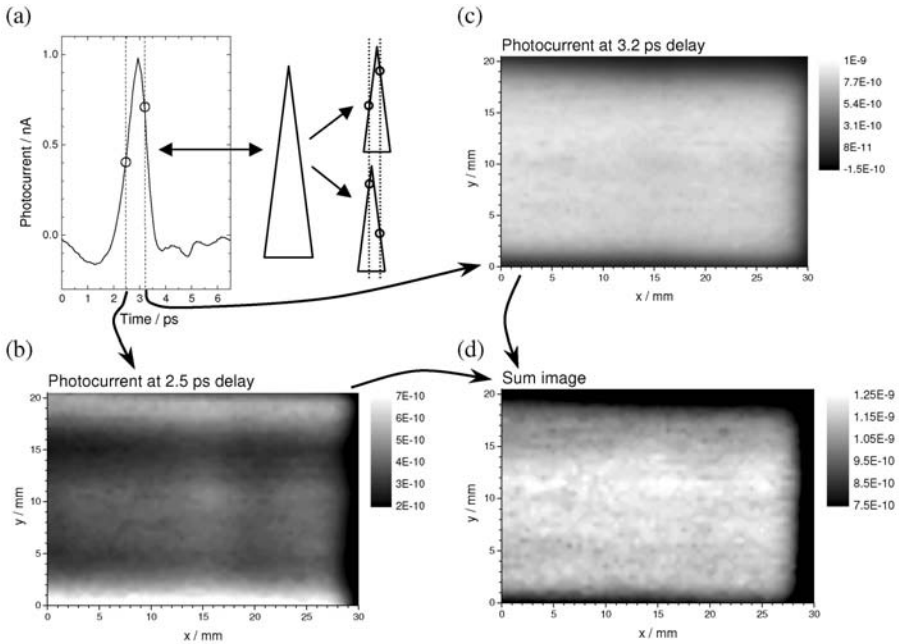 (a)
Photocurrent / nA
1.0
0.5
0.0
0 1 2 3 4 5 6
Time / ps
(c)
Photocurrent at 3.2 ps delay
y / mm
20
15
10
5
0
0 5 10 15 20 25 30
x / mm
1E-9
7.7E-10
5.4E-10
3.1E-10
8E-11
-1.5E-10
(b)
Photocurrent at 2.5 ps delay
y / mm
20
15
10
5
0
0 5 10 15 20 25 30
x / mm
7E-10
6E-10
5E-10
4E-10
3E-10
2E-10
(d)
Sum image
y / mm
20
15
10
5
0
0 5 10 15 20 25 30
x / mm
1.25E-9
1.15E-9
1.05E-9
9.5E-10
8.5E-10
7.5E-10